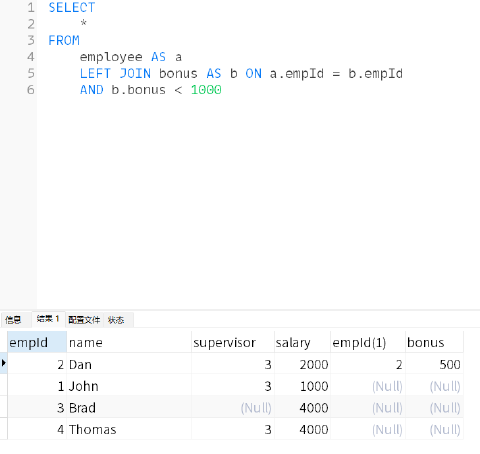 1 SELECT
2 *
3 FROM
4 employee AS a
5 LEFT JOIN bonus AS b ON a.empId = b.empId
6 AND b.bonus < 1000
信息 结果 1 配置文件 状态
empId name supervisor salary empId(1) bonus
2 Dan 3 2000 2 500
1 John 3 1000 (Null) (Null)
3 Brad (Null) 4000 (Null) (Null)
4 Thomas 3 4000 (Null) (Null)